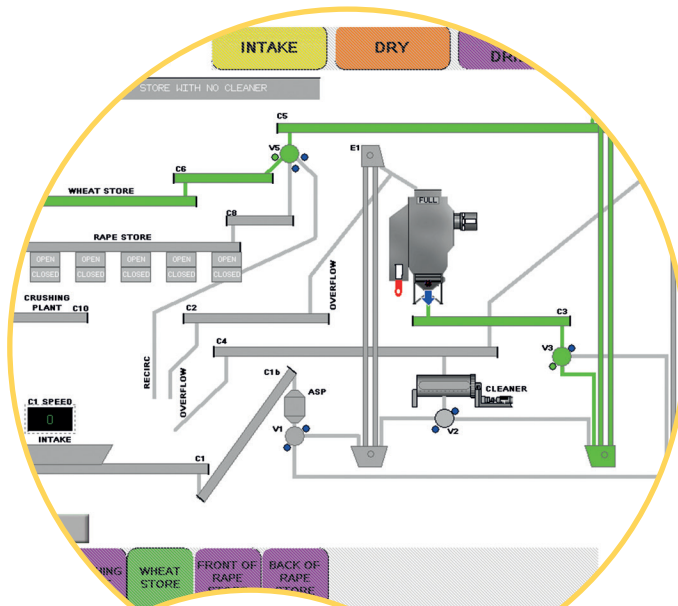 INTAKE
DRY
STORE WITH NO CLEANER
C5
V5
E1
C6
FULL
WHEAT STORE
C8
RAPE STORE
OPEN OPEN OPEN OPEN OPEN
CLOSED CLOSED CLOSED CLOSED CLOSED
CRUSHING
PLANT C10
C2
OVERFLOW
C3
C4
V3
RECIRC
OVERFLOW
C1b
ASP
CLEANER
C1 SPEED
0
V1
V2
INTAKE
C1
WHEAT
STORE
FRONT OF
RAPE
BACK OF
RAPE